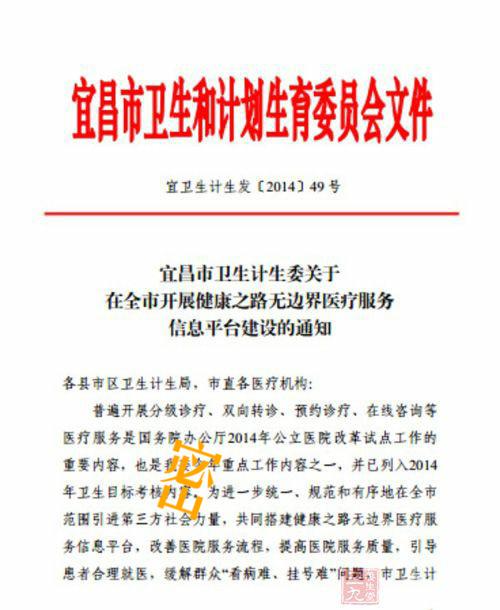 宜昌市卫生和计划生育委员会文件
宜卫生计生发〔2014〕49号
宜昌市卫生计生委关于
在全市开展健康之路无边界医疗服务
信息平台建设的通知
各县市区卫生计生局，市直各医疗机构：
普遍开展分级诊疗、双向转诊、预约诊疗、在线咨询等
医疗服务是国务院办公厅2014年公立医院改革试点工作的
重要内容，也是我委今年重点工作内容之一，并已列入2014
年卫生目标考核内容。为进一步统一、规范和有序地在全市
范围引进第三方社会力量，共同搭建健康之路无边界医疗服
务信息平台，改善医院服务流程，提高医院服务质量，引导
患者合理就医，缓解群众“看病难、挂号难”问题，市卫生计